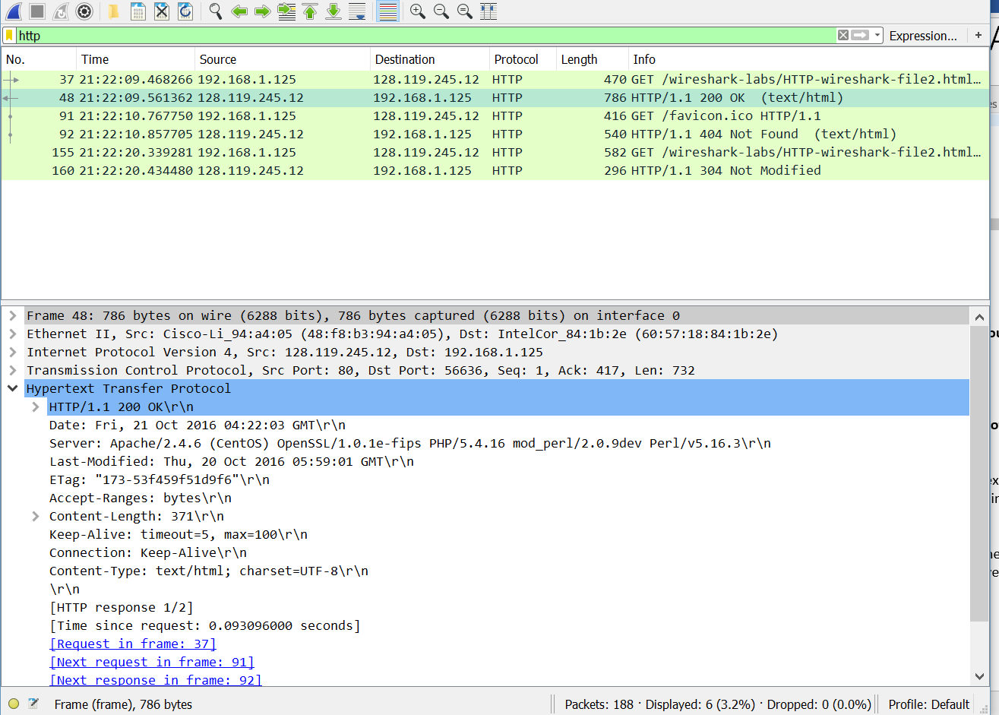 http Expression... +
No. Time Source Destination Protocol Length Info
37 21:22:09.468266 192.168.1.125 128.119.245.12 HTTP 470 GET /wireshark-labs/HTTP-wireshark-file2.html…
48 21:22:09.561362 128.119.245.12 192.168.1.125 HTTP 786 HTTP/1.1 200 OK (text/html)
91 21:22:10.767750 192.168.1.125 128.119.245.12 HTTP 416 GET /favicon.ico HTTP/1.1
92 21:22:10.857705 128.119.245.12 192.168.1.125 HTTP 540 HTTP/1.1 404 Not Found (text/html)
155 21:22:20.339281 192.168.1.125 128.119.245.12 HTTP 582 GET /wireshark-labs/HTTP-wireshark-file2.html…
160 21:22:20.434480 128.119.245.12 192.168.1.125 HTTP 296 HTTP/1.1 304 Not Modified
Frame 48: 786 bytes on wire (6288 bits), 786 bytes captured (6288 bits) on interface 0
Ethernet II, Src: Cisco-Li_94:a4:05 (48:f8:b3:94:a4:05), Dst: IntelCor_84:1b:2e (60:57:18:84:1b:2e)
Internet Protocol Version 4, Src: 128.119.245.12, Dst: 192.168.1.125
Transmission Control Protocol, Src Port: 80, Dst Port: 56636, Seq: 1, Ack: 417, Len: 732
Hypertext Transfer Protocol
HTTP/1.1 200 OK\r\n
Date: Fri, 21 Oct 2016 04:22:03 GMT\r\n
Server: Apache/2.4.6 (CentOS) OpenSSL/1.0.1e-fips PHP/5.4.16 mod_perl/2.0.9dev Perl/v5.16.3\r\n
Last-Modified: Thu, 20 Oct 2016 05:59:01 GMT\r\n
ETag: "173-53f459f51d9f6"\r\n
Accept-Ranges: bytes\r\n
Content-Length: 371\r\n
Keep-Alive: timeout=5, max=100\r\n
Connection: Keep-Alive\r\n
Content-Type: text/html; charset=UTF-8\r\n
\r\n
[HTTP response 1/2]
[Time since request: 0.093096000 seconds]
[Request in frame: 37]
[Next request in frame: 91]
[Next response in frame: 92]
Frame (frame), 786 bytes Packets: 188 · Displayed: 6 (3.2%) · Dropped: 0 (0.0%) Profile: Default